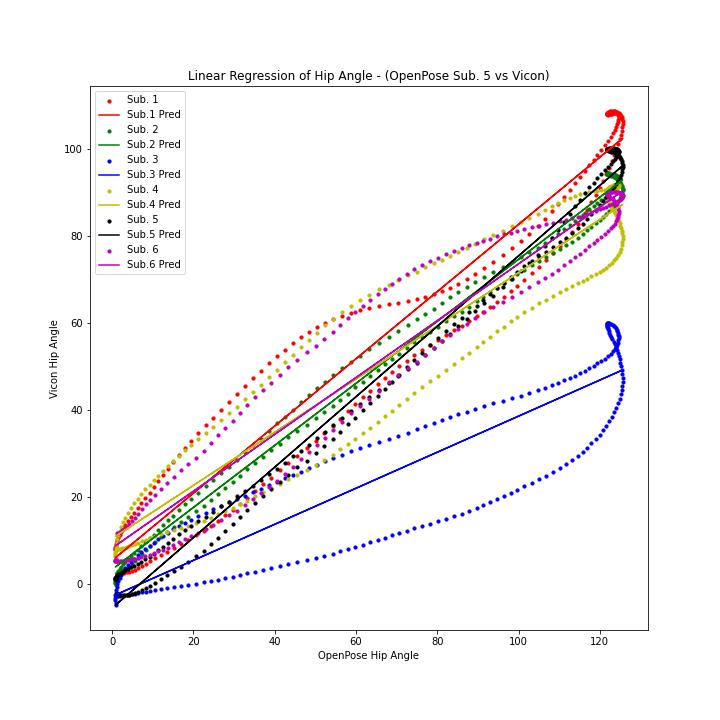 Linear Regression of Hip Angle - (OpenPose Sub. 5 vs Vicon)
Sub. 1
Sub.1 Pred
Sub. 2
Sub.2 Pred
Sub. 3
Sub.3 Pred
Sub. 4
Sub.4 Pred
Sub. 5
Sub.5 Pred
Sub. 6
Sub.6 Pred
Vicon Hip Angle
100
80
60
40
20
0
0 20 40 60 80 100 120
OpenPose Hip Angle